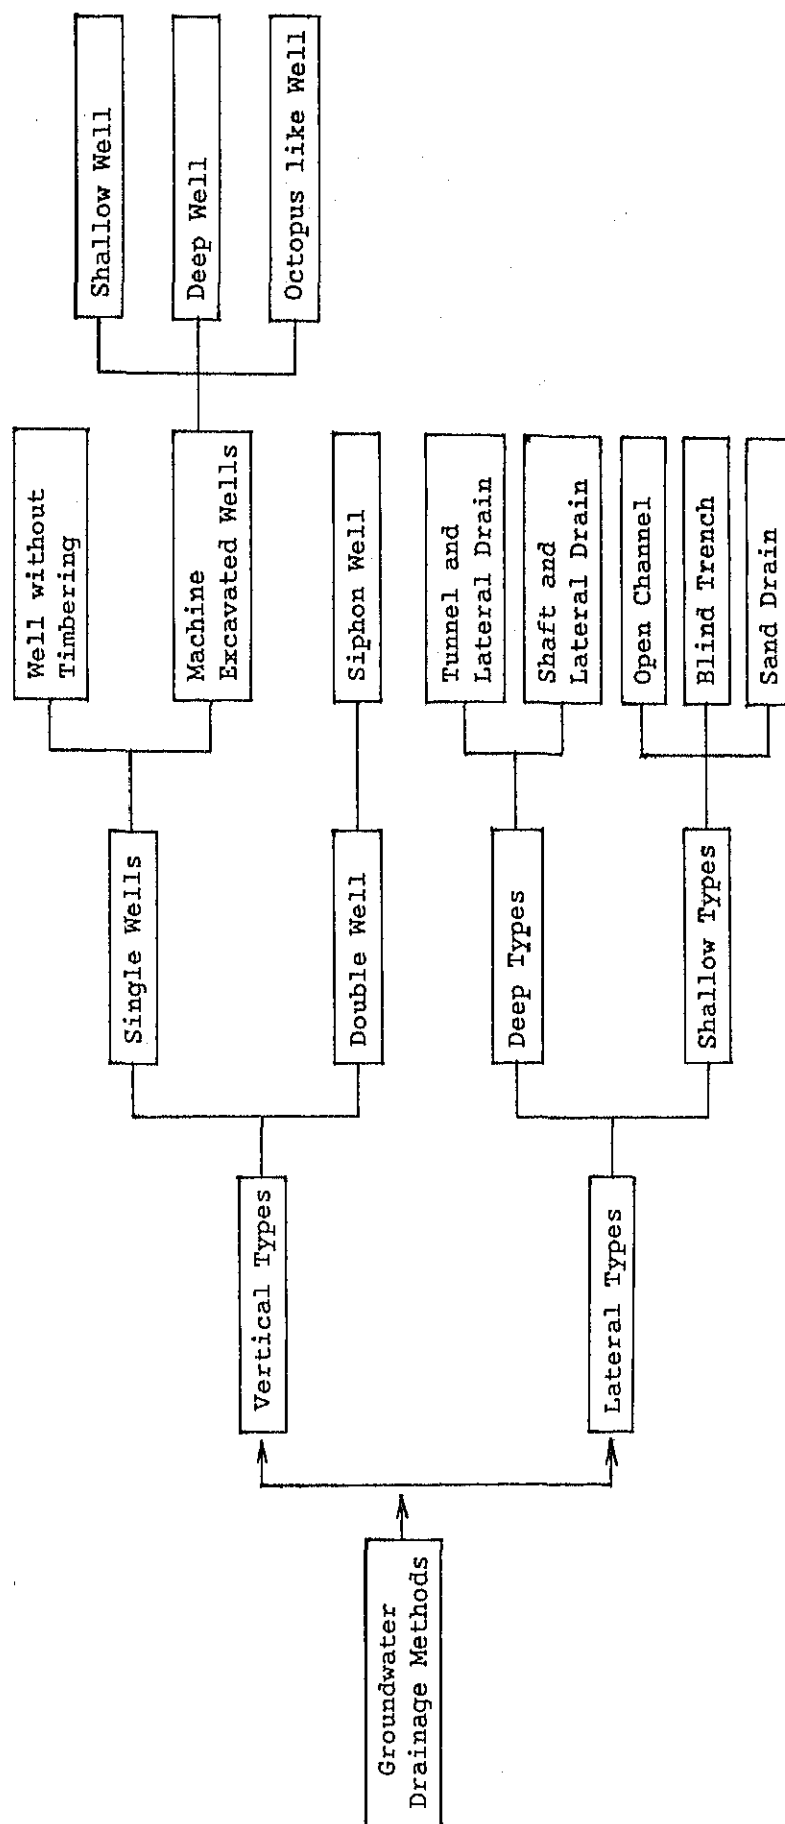 Groundwater
Drainage Methods
Vertical Types
Lateral Types
Single Wells
Double Well
Deep Types
Shallow Types
Well without
Timbering
Machine
Excavated Wells
Siphon Well
Tunnel and
Lateral Drain
Shaft and
Lateral Drain
Open Channel
Blind Trench
Sand Drain
Shallow Well
Deep Well
Octopus like Well